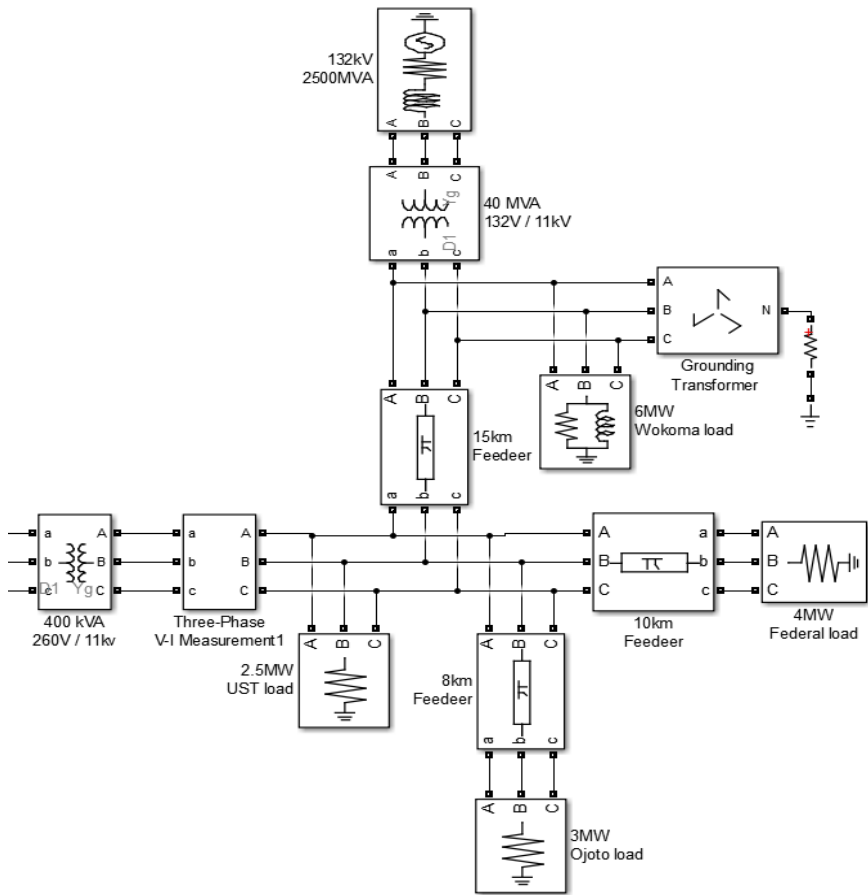 132kV
2500MVA
A B C
A B C
Yg
40 MVA
132V / 11kV
D1
a b c
A
B
C
N
Grounding
Transformer
A B C
6MW
Wokoma load
A B C
15km
Feedeer
a b c
a A
b B
c C
D1 Yg
400 kVA
260V / 11kv
a A
b B
c C
Three-Phase
V-I Measurement1
A a
B b
C c
10km
Feedeer
A
B
C
4MW
Federal load
A B C
2.5MW
UST load
A B C
8km
Feedeer
a b c
A B C
3MW
Ojoto load